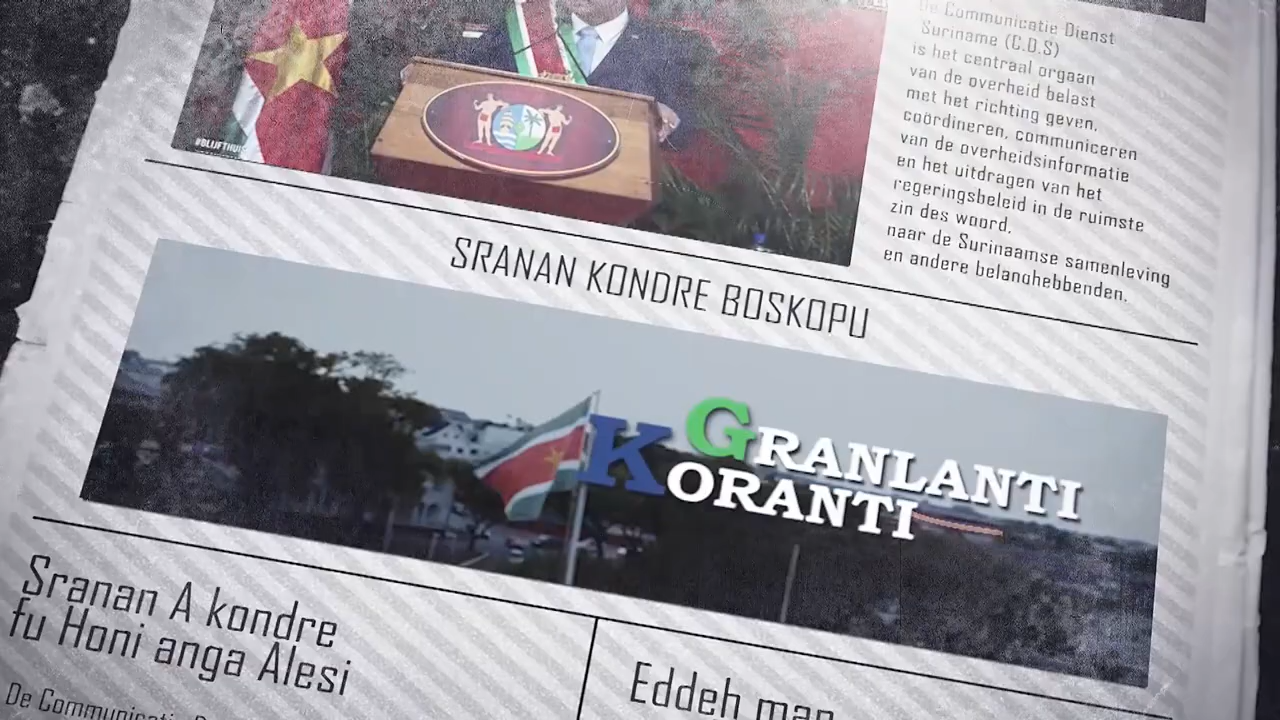 De Communicatie Dienst
Suriname (C.D.S)
is het centraal orgaan
van de overheid belast
met het richting geven,
coördineren, communiceren
van de overheidsinformatie
en het uitdragen van het
regeringsbeleid in de ruimste
zin des woord.
naar de Surinaamse samenleving
en andere belanghebbenden.
#BLIJFTHUIS
SRANAN KONDRE BOSKOPU
GRANLANTI
KORANTI
Sranan A kondre
fu Honi anga Alesi
Eddeh man
De Communicatie